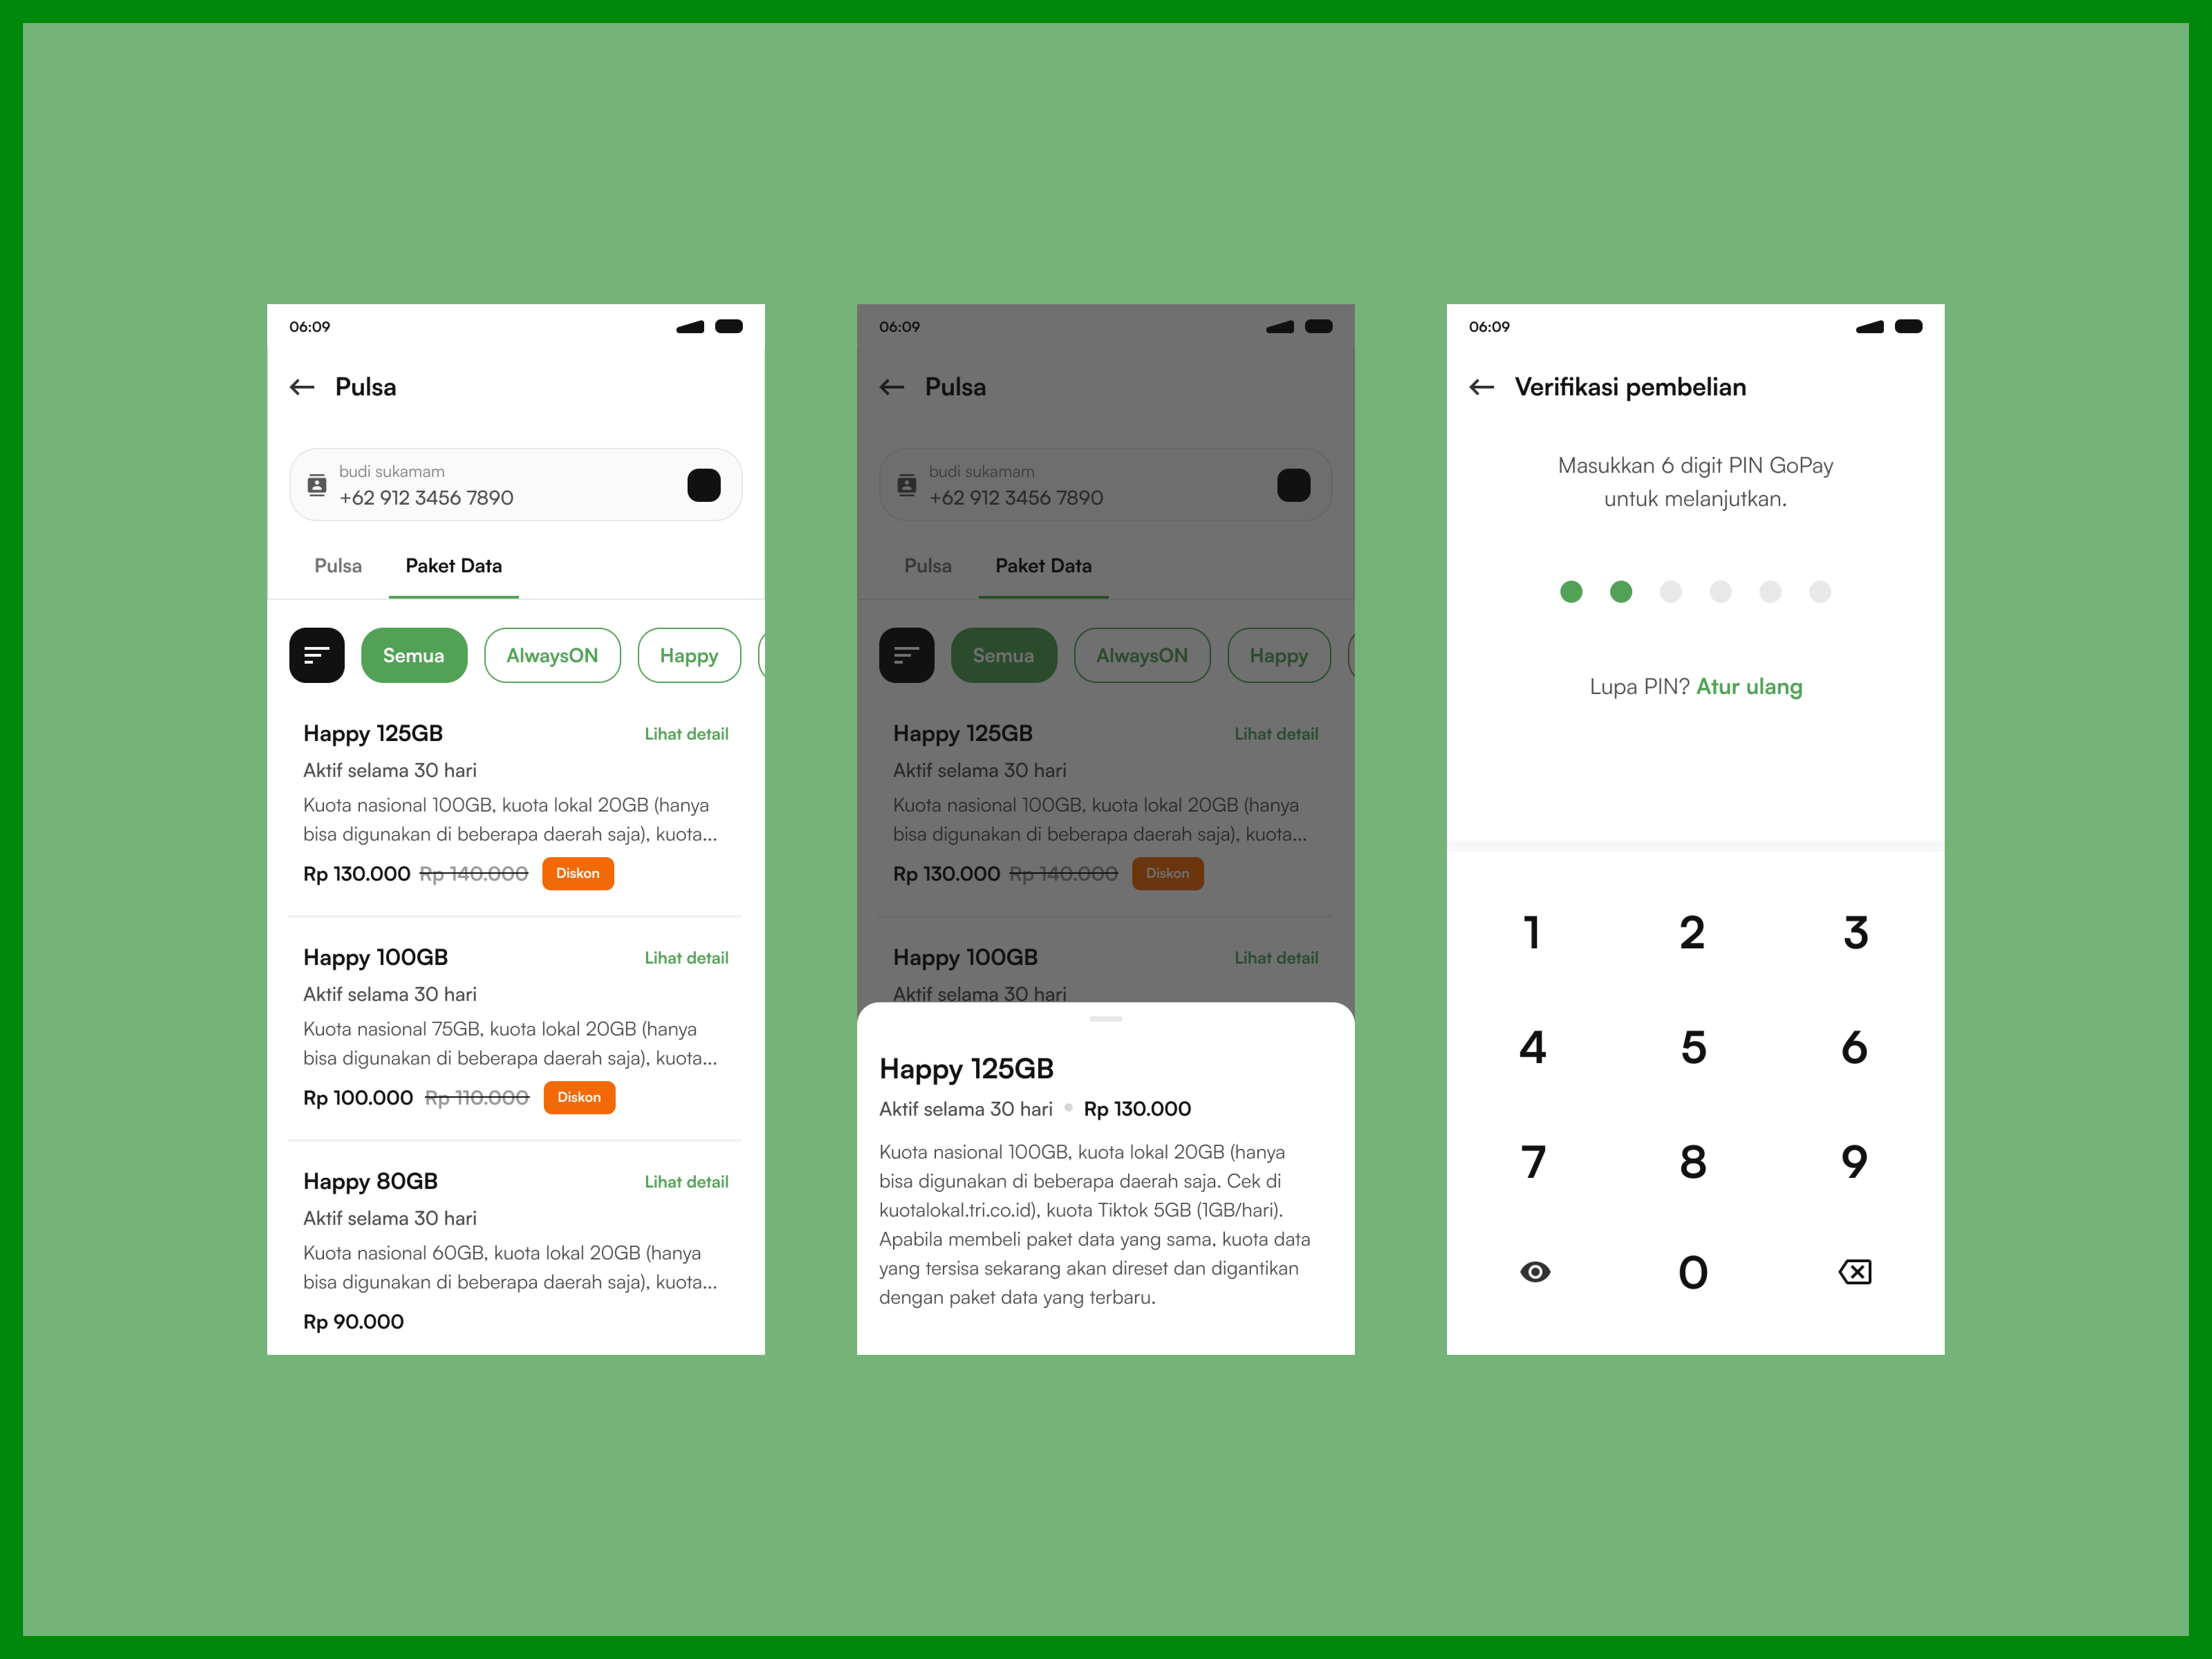 06:09
Pulsa
budi sukamam
+62 912 3456 7890
Pulsa
Paket Data
Semua
AlwaysON
Happy
Happy 125GB
Lihat detail
Aktif selama 30 hari
Kuota nasional 100GB, kuota lokal 20GB (hanya
bisa digunakan di beberapa daerah saja), kuota...
Rp 130.000 Rp 140.000 Diskon
Happy 100GB
Lihat detail
Aktif selama 30 hari
Kuota nasional 75GB, kuota lokal 20GB (hanya
bisa digunakan di beberapa daerah saja), kuota...
Rp 100.000 Rp 110.000 Diskon
Happy 80GB
Lihat detail
Aktif selama 30 hari
Kuota nasional 60GB, kuota lokal 20GB (hanya
bisa digunakan di beberapa daerah saja), kuota...
Rp 90.000
06:09
Pulsa
budi sukamam
+62 912 3456 7890
Pulsa
Paket Data
Semua
AlwaysON
Happy
Happy 125GB
Lihat detail
Aktif selama 30 hari
Kuota nasional 100GB, kuota lokal 20GB (hanya
bisa digunakan di beberapa daerah saja), kuota...
Rp 130.000 Rp 140.000 Diskon
Happy 100GB
Lihat detail
Aktif selama 30 hari
Happy 125GB
Aktif selama 30 hari • Rp 130.000
Kuota nasional 100GB, kuota lokal 20GB (hanya
bisa digunakan di beberapa daerah saja. Cek di
kuotalokal.tri.co.id), kuota Tiktok 5GB (1GB/hari).
Apabila membeli paket data yang sama, kuota data
yang tersisa sekarang akan direset dan digantikan
dengan paket data yang terbaru.
06:09
Verifikasi pembelian
Masukkan 6 digit PIN GoPay
untuk melanjutkan.
Lupa PIN? Atur ulang
1 2 3
4 5 6
7 8 9
0